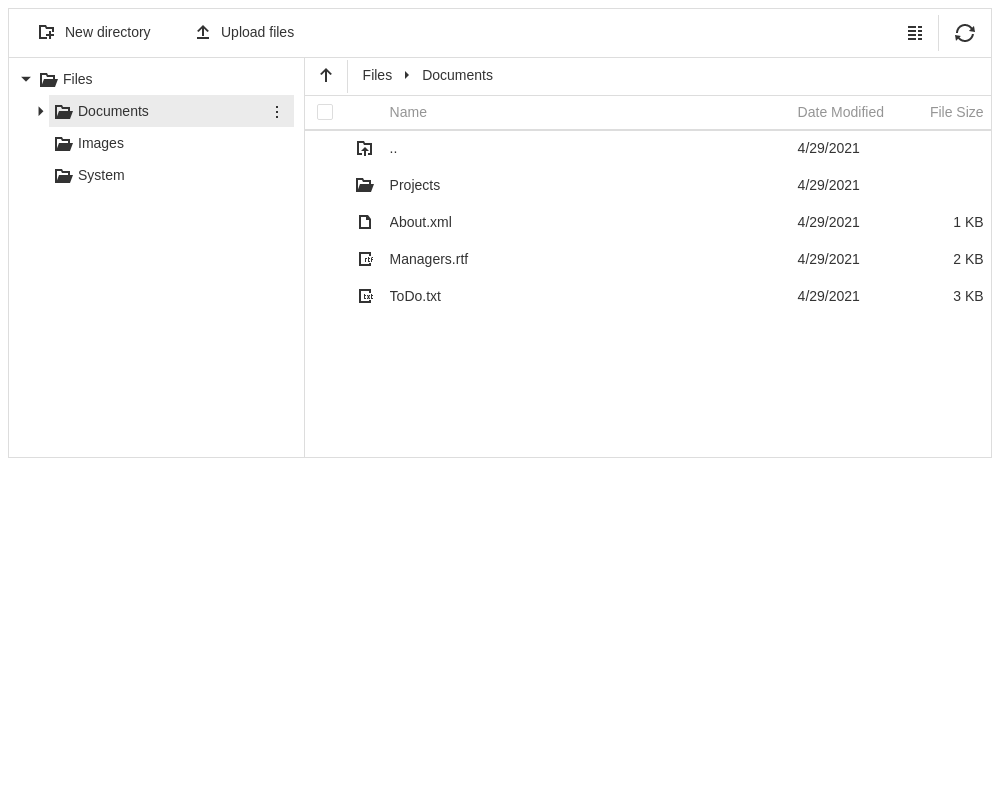 New directory Upload files
Files
Documents
Images
System
Files Documents
Name Date Modified File Size
.. 4/29/2021
Projects 4/29/2021
About.xml 4/29/2021 1 KB
Managers.rtf 4/29/2021 2 KB
ToDo.txt 4/29/2021 3 KB